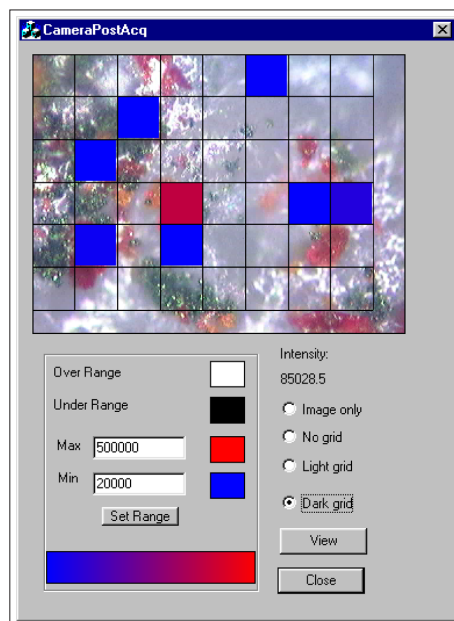 CameraPostAcq
Over Range
Under Range
Max 500000
Min 20000
Set Range
Intensity:
85028.5
Image only
No grid
Light grid
Dark grid
View
Close